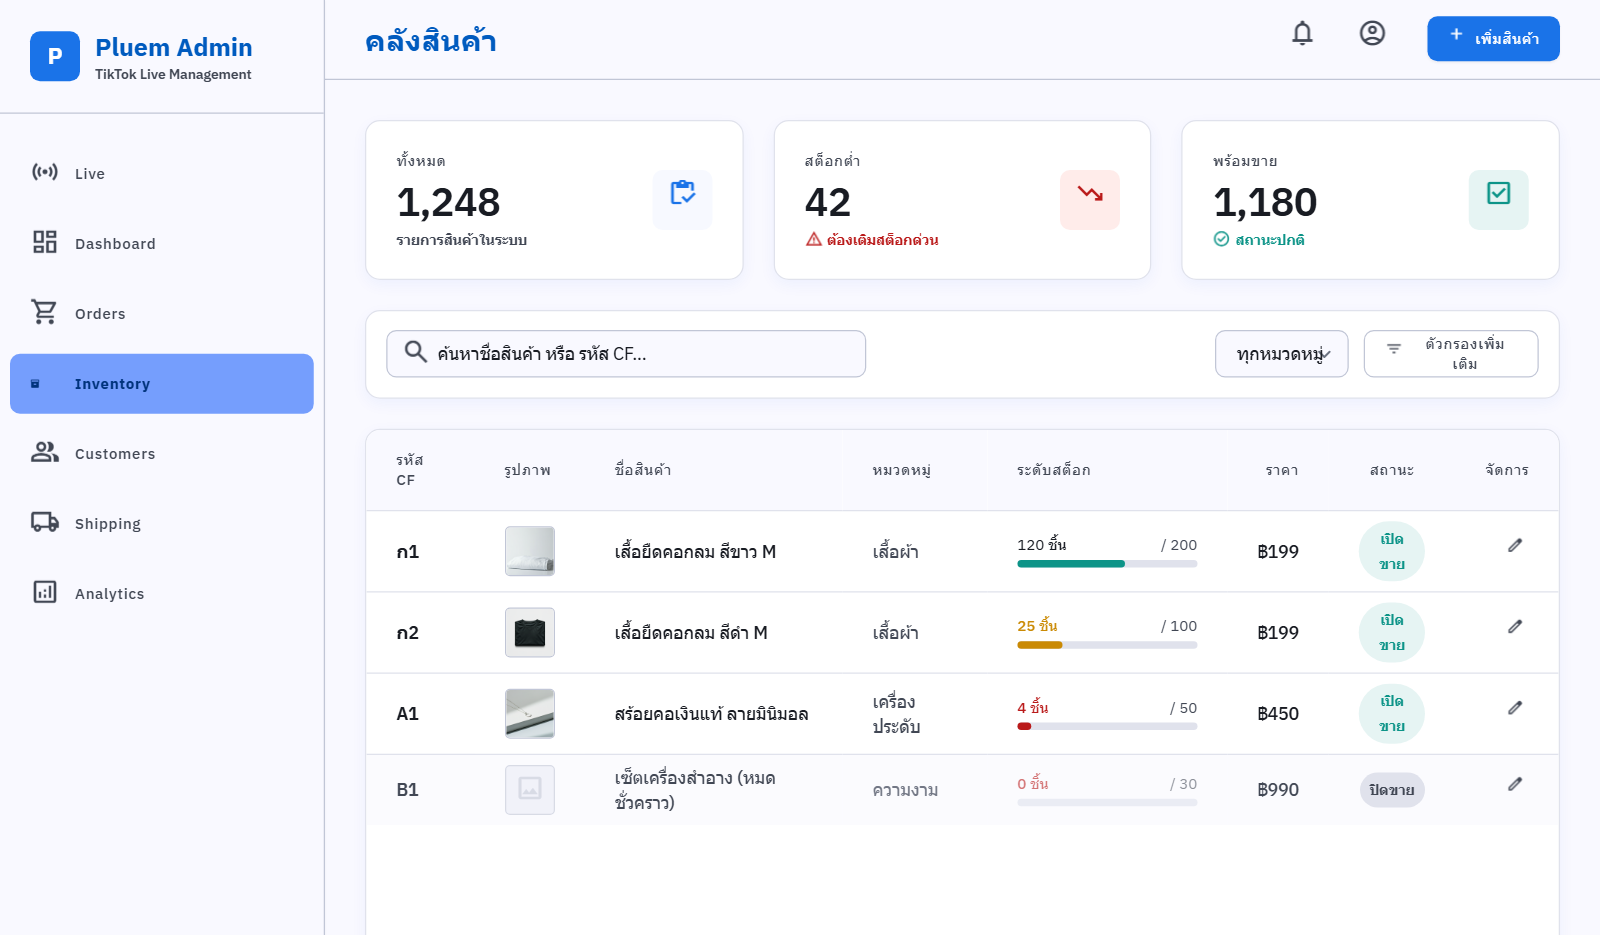 P
Pluem Admin
TikTok Live Management
Live
Dashboard
Orders
Inventory
Customers
Shipping
Analytics
คลังสินค้า
เพิ่มสินค้า
ทั้งหมด
1,248
รายการสินค้าในระบบ
สต็อกต่ำ
42
ต้องเติมสต็อกด่วน
พร้อมขาย
1,180
สถานะปกติ
ค้นหาชื่อสินค้า หรือ รหัส CF...
ทุกหมวดหมู่
ตัวกรองเพิ่ม
เติม
รหัส
CF
รูปภาพ
ชื่อสินค้า
หมวดหมู่
ระดับสต็อก
ราคา
สถานะ
จัดการ
ก1
เสื้อยืดคอกลม สีขาว M
เสื้อผ้า
120 ชิ้น
/ 200
฿199
เปิด
ขาย
ก2
เสื้อยืดคอกลม สีดำ M
เสื้อผ้า
25 ชิ้น
/ 100
฿199
เปิด
ขาย
A1
สร้อยคอเงินแท้ ลายมินิมอล
เครื่อง
ประดับ
4 ชิ้น
/ 50
฿450
เปิด
ขาย
B1
เซ็ตเครื่องสำอาง (หมด
ชั่วคราว)
ความงาม
0 ชิ้น
/ 30
฿990
ปิดขาย